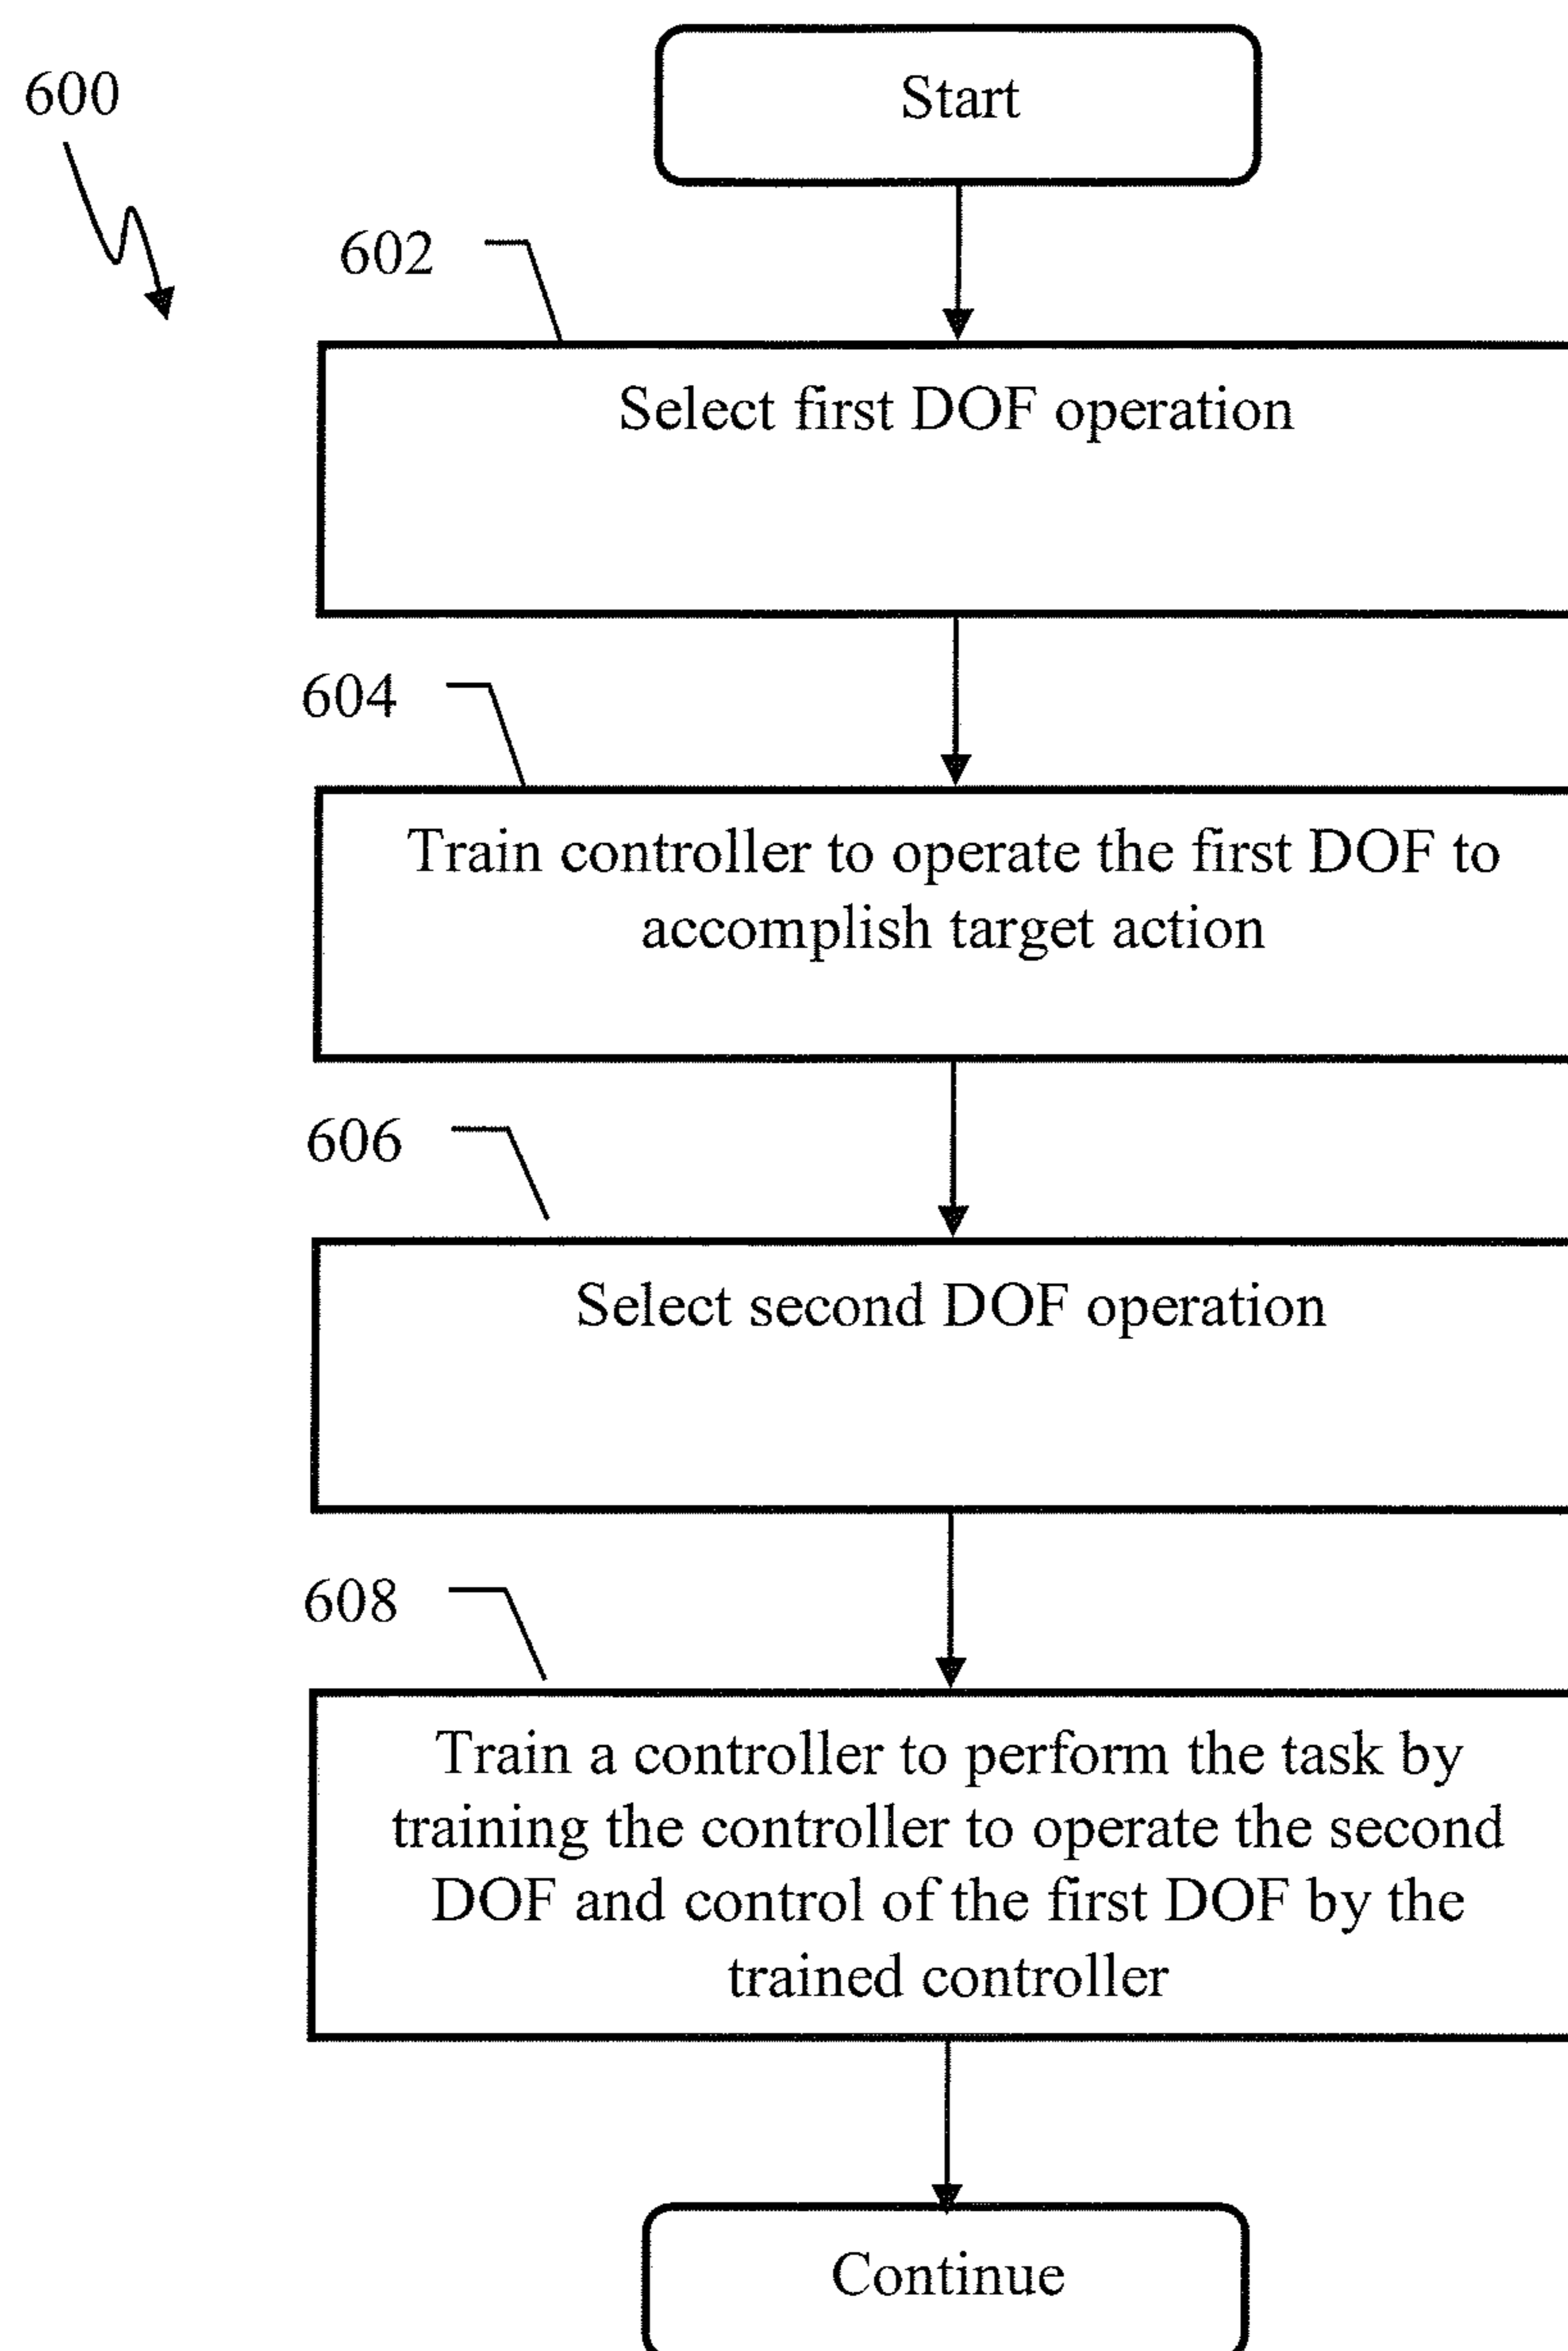 600
Start
602
Select first DOF operation
604
Train controller to operate the first DOF to
accomplish target action
606
Select second DOF operation
608
Train a controller to perform the task by
training the controller to operate the second
DOF and control of the first DOF by the
trained controller
Continue